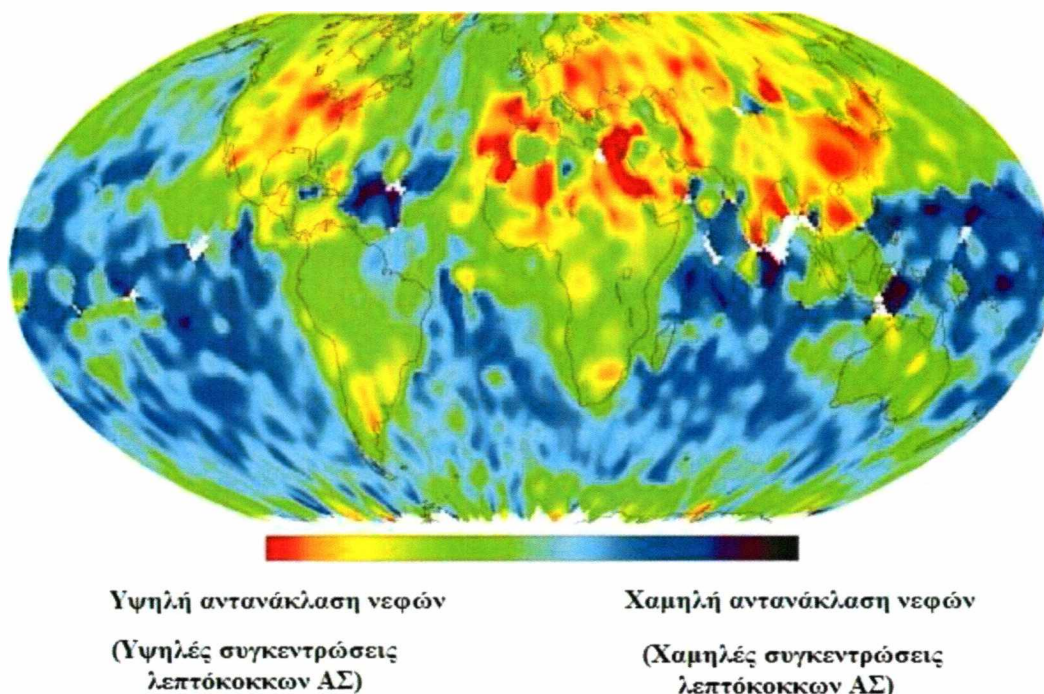 Υψηλή αντανάκλαση νεφών
Χαμηλή αντανάκλαση νεφών
(Υψηλές συγκεντρώσεις
λεπτόκοκκων ΑΣ)
(Χαμηλές συγκεντρώσεις
λεπτόκοκκων ΑΣ)